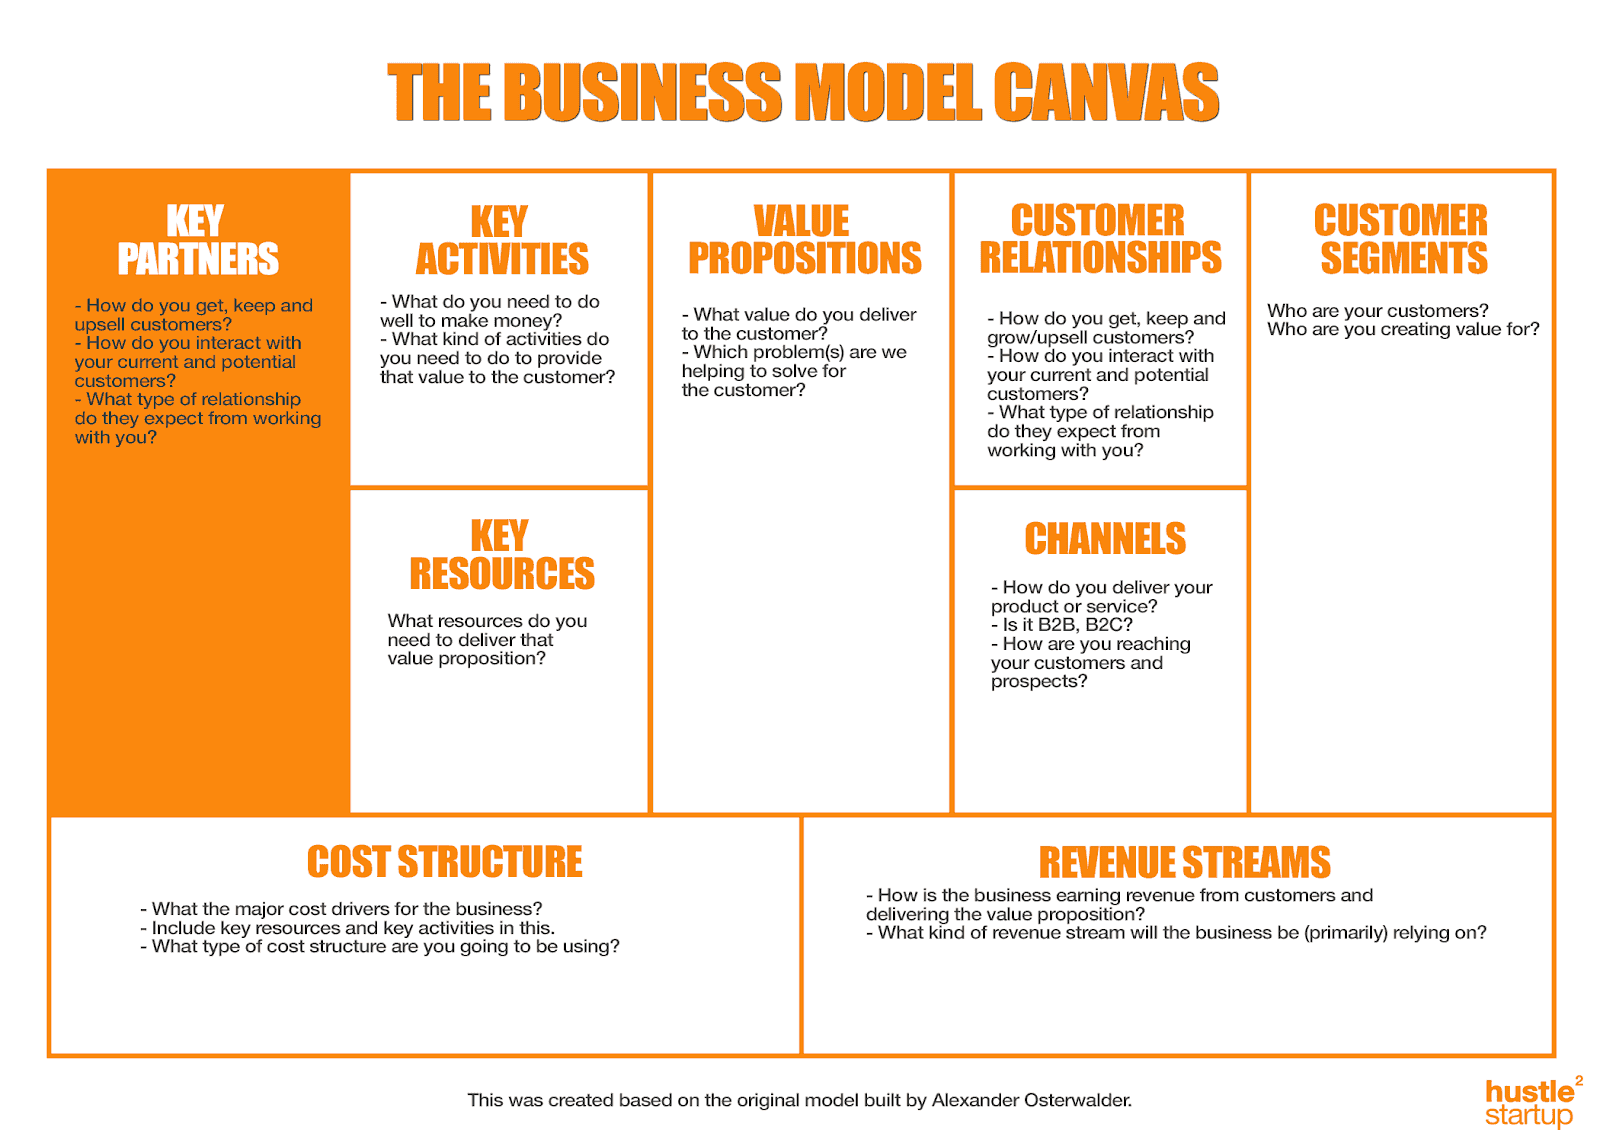 THE BUSINESS MODEL CANVAS
KEY
PARTNERS
- How do you get, keep and
upsell customers?
- How do you interact with
your current and potential
customers?
- What type of relationship
do they expect from working
with you?
KEY
ACTIVITIES
- What do you need to do
well to make money?
- What kind of activities do
you need to do to provide
that value to the customer?
KEY
RESOURCES
What resources do you
need to deliver that
value proposition?
VALUE
PROPOSITIONS
- What value do you deliver
to the customer?
- Which problem(s) are we
helping to solve for
the customer?
CUSTOMER
RELATIONSHIPS
- How do you get, keep and
grow/upsell customers?
- How do you interact with
your current and potential
customers?
- What type of relationship
do they expect from
working with you?
CHANNELS
- How do you deliver your
product or service?
- Is it B2B, B2C?
- How are you reaching
your customers and
prospects?
CUSTOMER
SEGMENTS
Who are your customers?
Who are you creating value for?
COST STRUCTURE
- What the major cost drivers for the business?
- Include key resources and key activities in this.
- What type of cost structure are you going to be using?
REVENUE STREAMS
- How is the business earning revenue from customers and
delivering the value proposition?
- What kind of revenue stream will the business be (primarily) relying on?
This was created based on the original model built by Alexander Osterwalder.
hustle²
startup